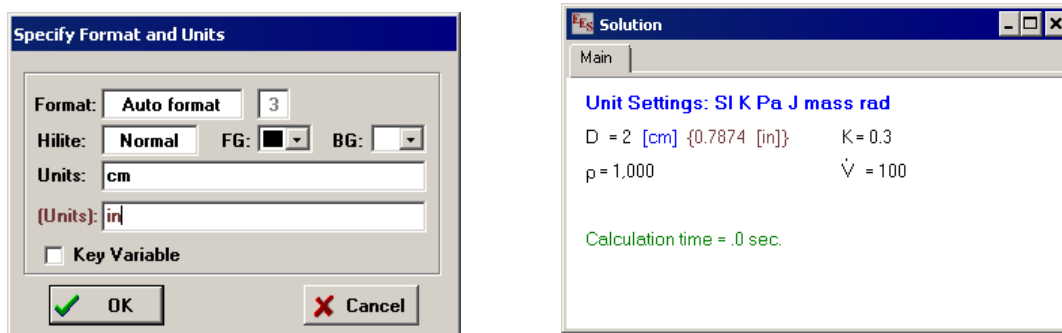 Specify Format and Units
Format: Auto format 3
Hilite: Normal FG: BG:
Units: cm
(Units): in
Key Variable
OK Cancel
EES Solution
Main
Unit Settings: SI K Pa J mass rad
D = 2 [cm] {0.7874 [in]} K = 0.3
ρ = 1,000 V̇ = 100
Calculation time = .0 sec.